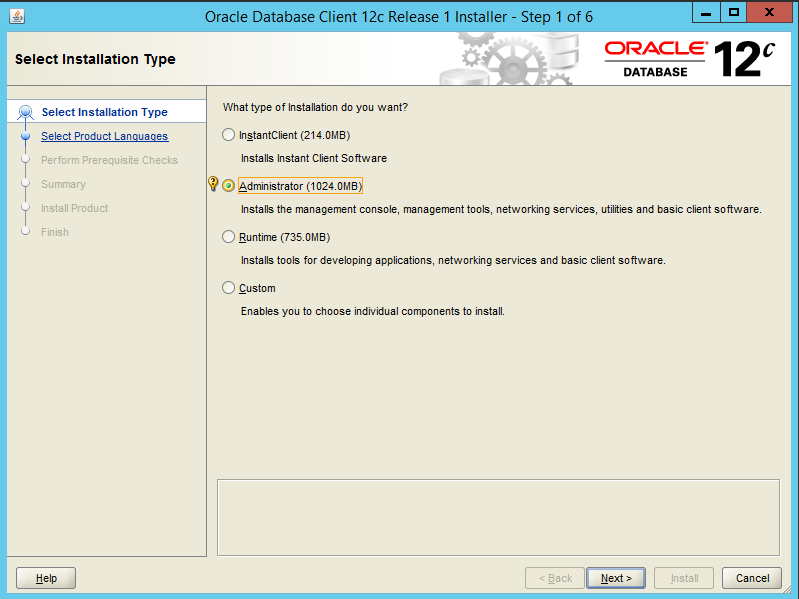 Oracle Database Client 12c Release 1 Installer - Step 1 of 6
Select Installation Type
ORACLE®
DATABASE
12c
Select Installation Type
Select Product Languages
Perform Prerequisite Checks
Summary
Install Product
Finish
What type of Installation do you want?
InstantClient (214.0MB)
Installs Instant Client Software
Administrator (1024.0MB)
Installs the management console, management tools, networking services, utilities and basic client software.
Runtime (735.0MB)
Installs tools for developing applications, networking services and basic client software.
Custom
Enables you to choose individual components to install.
Help
< Back
Next >
Install
Cancel